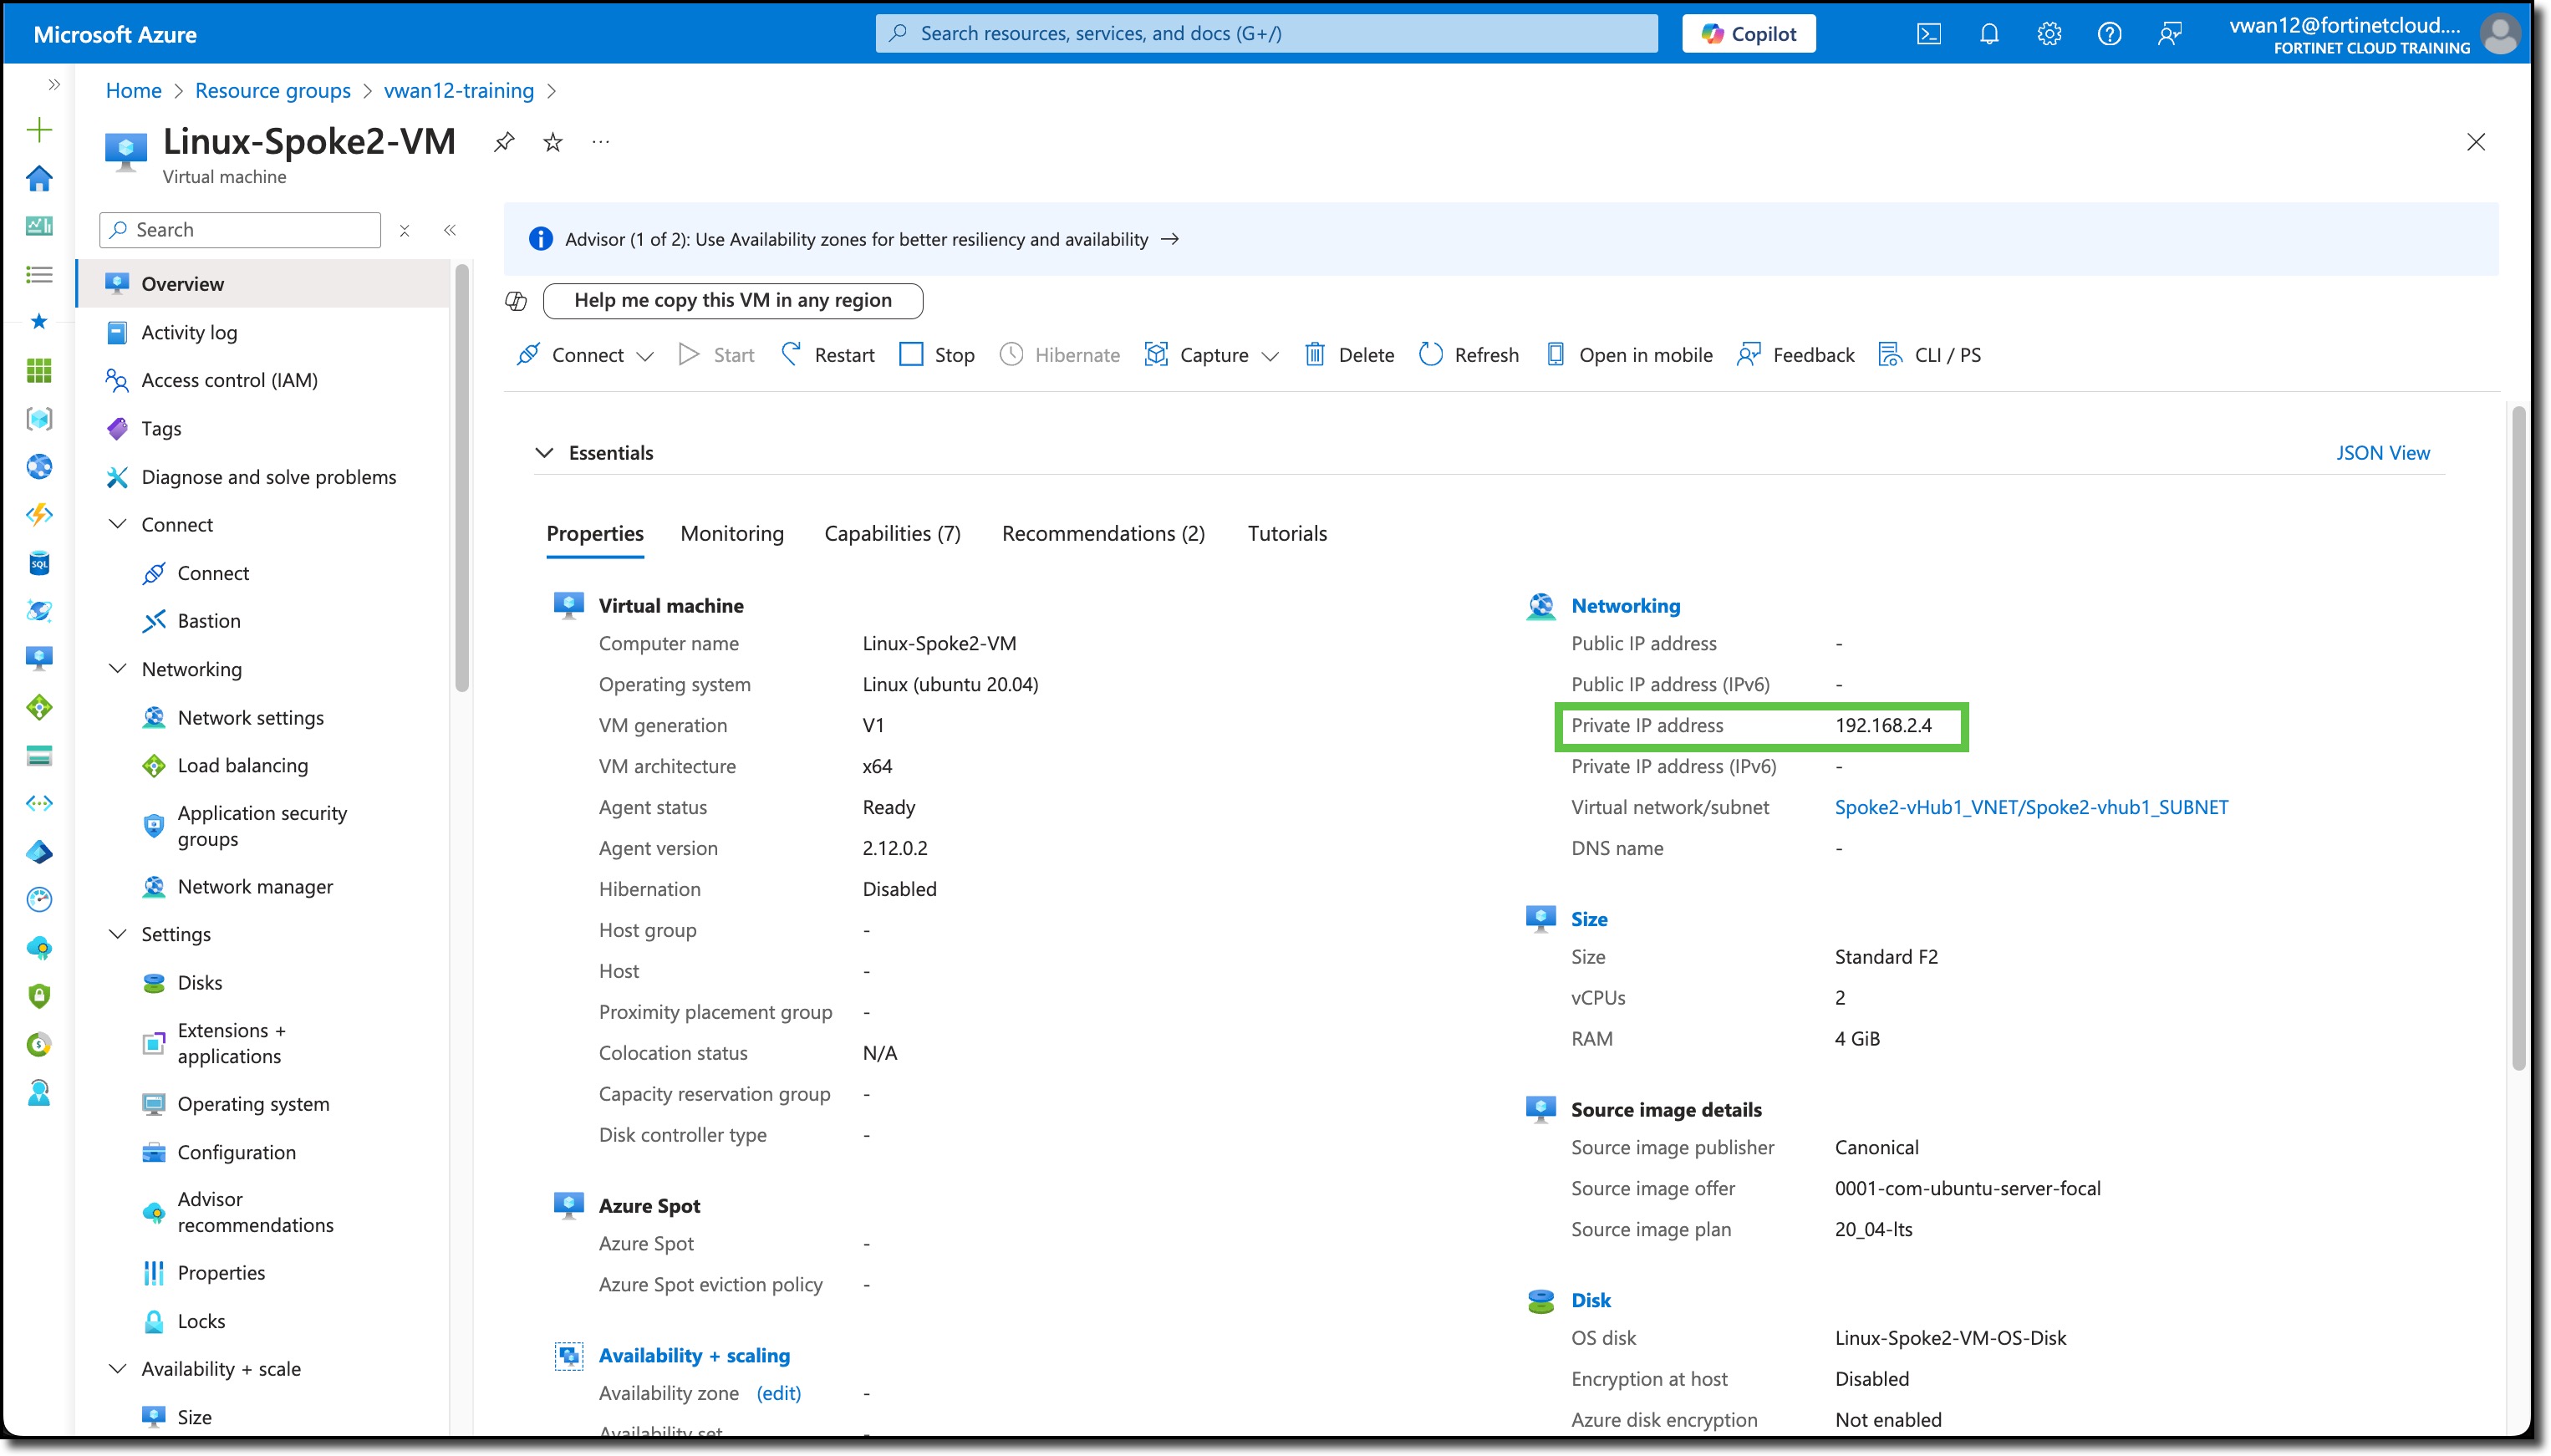 Microsoft Azure
Search resources, services, and docs (G+/)
Copilot
vwan12@fortinetcloud....
FORTINET CLOUD TRAINING
Home > Resource groups > vwan12-training >
Linux-Spoke2-VM
Virtual machine
Search
Overview
Activity log
Access control (IAM)
Tags
Diagnose and solve problems
Connect
Connect
Bastion
Networking
Network settings
Load balancing
Application security
groups
Network manager
Settings
Disks
Extensions +
applications
Operating system
Configuration
Advisor
recommendations
Properties
Locks
Availability + scale
Size
Advisor (1 of 2): Use Availability zones for better resiliency and availability →
Help me copy this VM in any region
Connect Start Restart Stop Hibernate Capture Delete Refresh Open in mobile Feedback CLI / PS
Essentials
JSON View
Properties Monitoring Capabilities (7) Recommendations (2) Tutorials
Virtual machine
Computer name Linux-Spoke2-VM
Operating system Linux (ubuntu 20.04)
VM generation V1
VM architecture x64
Agent status Ready
Agent version 2.12.0.2
Hibernation Disabled
Host group -
Host -
Proximity placement group -
Colocation status N/A
Capacity reservation group -
Disk controller type -
Azure Spot
Azure Spot -
Azure Spot eviction policy -
Availability + scaling
Availability zone (edit) -
Availability set -
Networking
Public IP address -
Public IP address (IPv6) -
Private IP address 192.168.2.4
Private IP address (IPv6) -
Virtual network/subnet Spoke2-vHub1_VNET/Spoke2-vhub1_SUBNET
DNS name -
Size
Size Standard F2
vCPUs 2
RAM 4 GiB
Source image details
Source image publisher Canonical
Source image offer 0001-com-ubuntu-server-focal
Source image plan 20_04-lts
Disk
OS disk Linux-Spoke2-VM-OS-Disk
Encryption at host Disabled
Azure disk encryption Not enabled